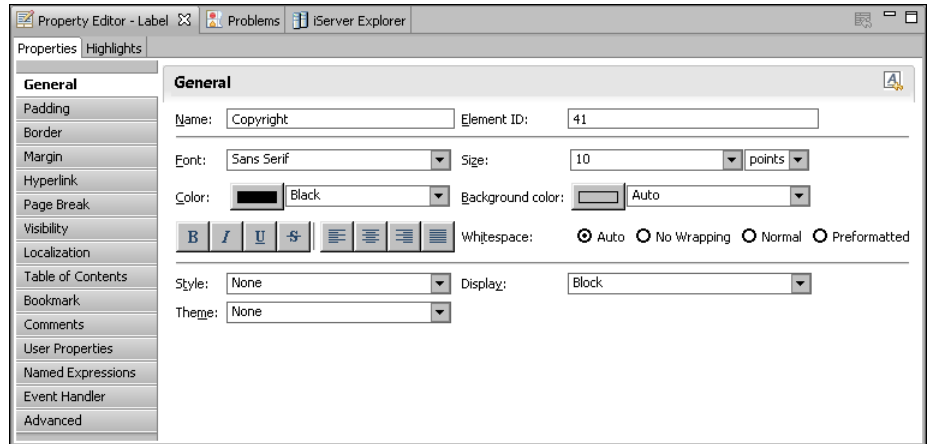 Property Editor - Label Problems iServer Explorer
Properties Highlights
General
Padding
Border
Margin
Hyperlink
Page Break
Visibility
Localization
Table of Contents
Bookmark
Comments
User Properties
Named Expressions
Event Handler
Advanced
General
Name: Copyright Element ID: 41
Font: Sans Serif Size: 10 points
Color: Black Background color: Auto
B I U S Whitespace: Auto No Wrapping Normal Preformatted
Style: None Display: Block
Theme: None